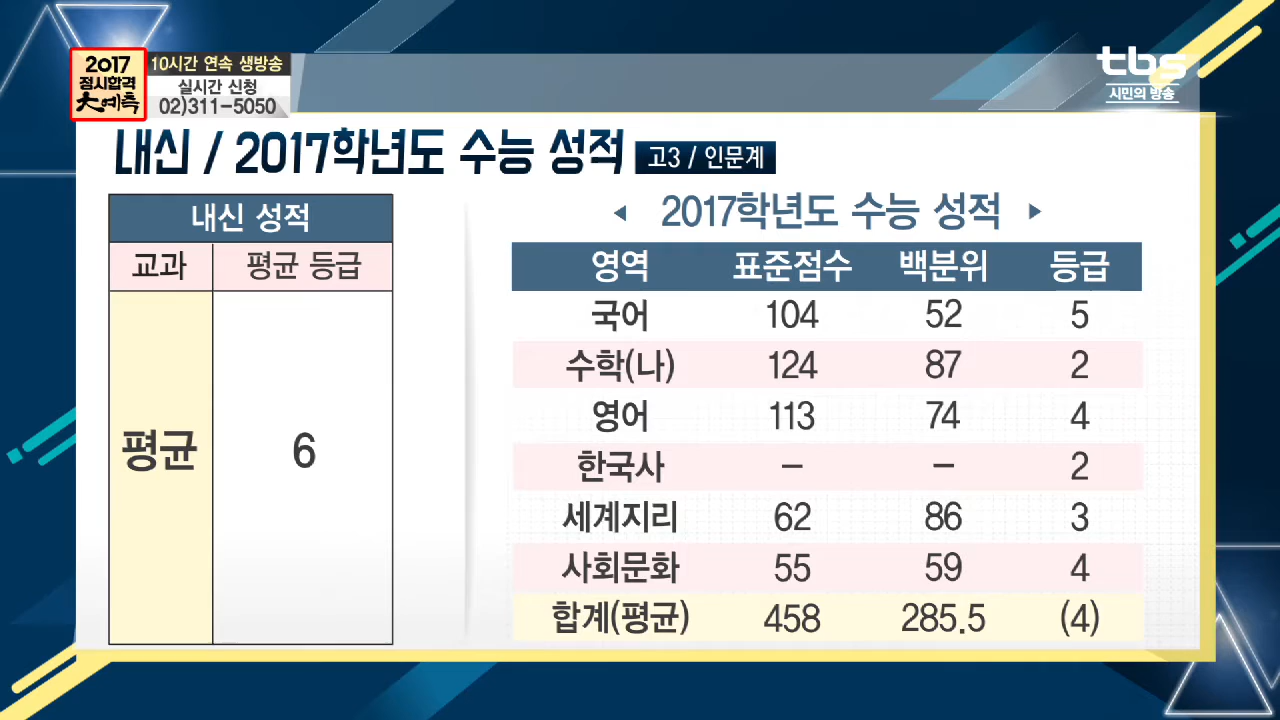 2017
정시합격
大예측
10시간 연속 생방송
실시간 신청
02)311-5050
tbs
시민의 방송
내신 / 2017학년도 수능 성적 고3 / 인문계
내신 성적
교과 평균 등급
평균 6
◀ 2017학년도 수능 성적 ▶
영역 표준점수 백분위 등급
국어 104 52 5
수학(나) 124 87 2
영어 113 74 4
한국사 - - 2
세계지리 62 86 3
사회문화 55 59 4
합계(평균) 458 285.5 (4)